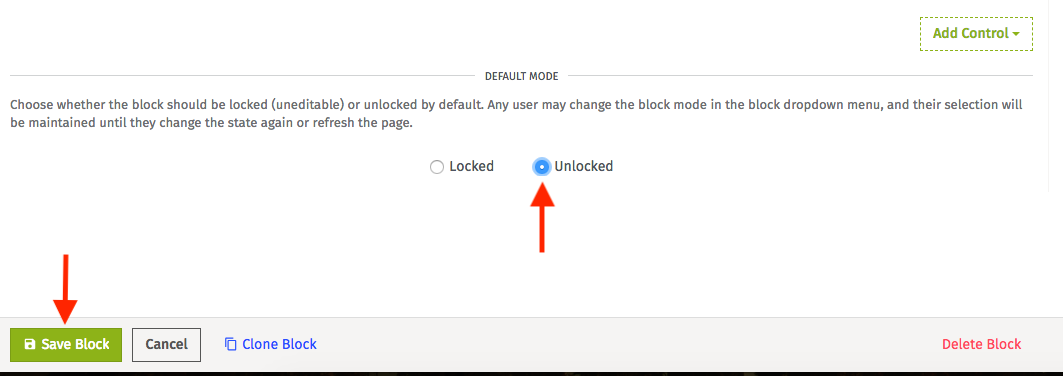 Add Control
DEFAULT MODE
Choose whether the block should be locked (uneditable) or unlocked by default. Any user may change the block mode in the block dropdown menu, and their selection will
be maintained until they change the state again or refresh the page.
Locked Unlocked
Save Block Cancel Clone Block Delete Block